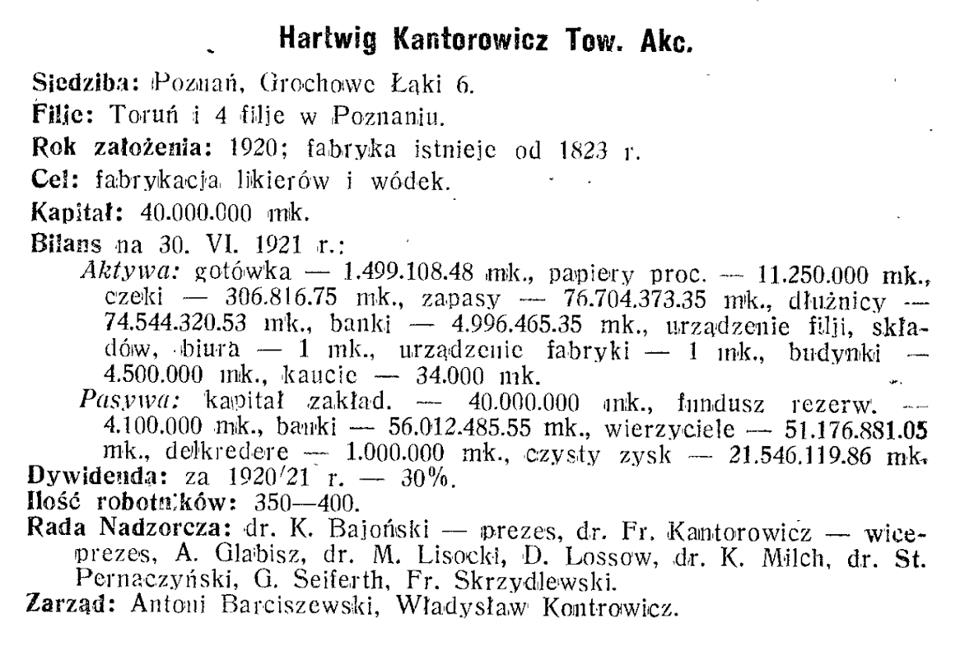 Hartwig Kantorowicz Tow. Akc.
Siedziba: Poznań, Grochowe Łąki 6.
Filje: Toruń i 4 filje w Poznaniu.
Rok założenia: 1920; fabryka istnieje od 1823 r.
Cel: fabrykacja likierów i wódek.
Kapitał: 40.000.000 mk.
Bilans na 30. VI. 1921 r.:
Aktywa: gotówka — 1.499.108.48 mk., papiery proc. — 11.250.000 mk.,
czeki — 306.816.75 mk., zapasy — 76.704.373.35 mk., dłużnicy —
74.544.320.53 mk., banki — 4.996.465.35 mk., urządzenie filji, skła-
dów, biura — 1 mk., urządzenie fabryki — 1 mk., budynki —
4.500.000 mk., kaucie — 34.000 mk.
Pasywa: kapitał zakład. — 40.000.000 mk., fundusz rezerw. —
4.100.000 mk., banki — 56.012.485.55 mk., wierzyciele — 51.176.881.05
mk., delkredere — 1.000.000 mk., czysty zysk — 21.546.119.86 mk.
Dywidenda: za 1920/21 r. — 30%.
Ilość robotników: 350—400.
Rada Nadzorcza: dr. K. Bajoński — prezes, dr. Fr. Kantorowicz — wice-
prezes, A. Glabisz, dr. M. Lisocki, D. Lossow, dr. K. Milch, dr. St.
Pernaczyński, G. Seiferth, Fr. Skrzydlewski.
Zarząd: Antoni Barciszewski, Władysław Kontrowicz.